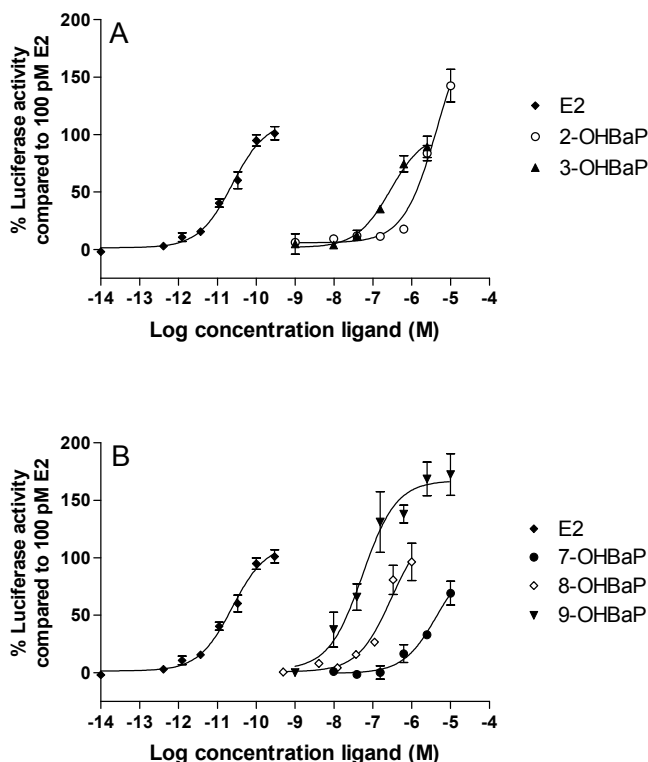 A
% Luciferase activity
compared to 100 pM E2
200
150
100
50
0
-14 -13 -12 -11 -10 -9 -8 -7 -6 -5 -4
Log concentration ligand (M)
E2
2-OHBaP
3-OHBaP
B
% Luciferase activity
compared to 100 pM E2
200
150
100
50
0
-14 -13 -12 -11 -10 -9 -8 -7 -6 -5 -4
Log concentration ligand (M)
E2
7-OHBaP
8-OHBaP
9-OHBaP